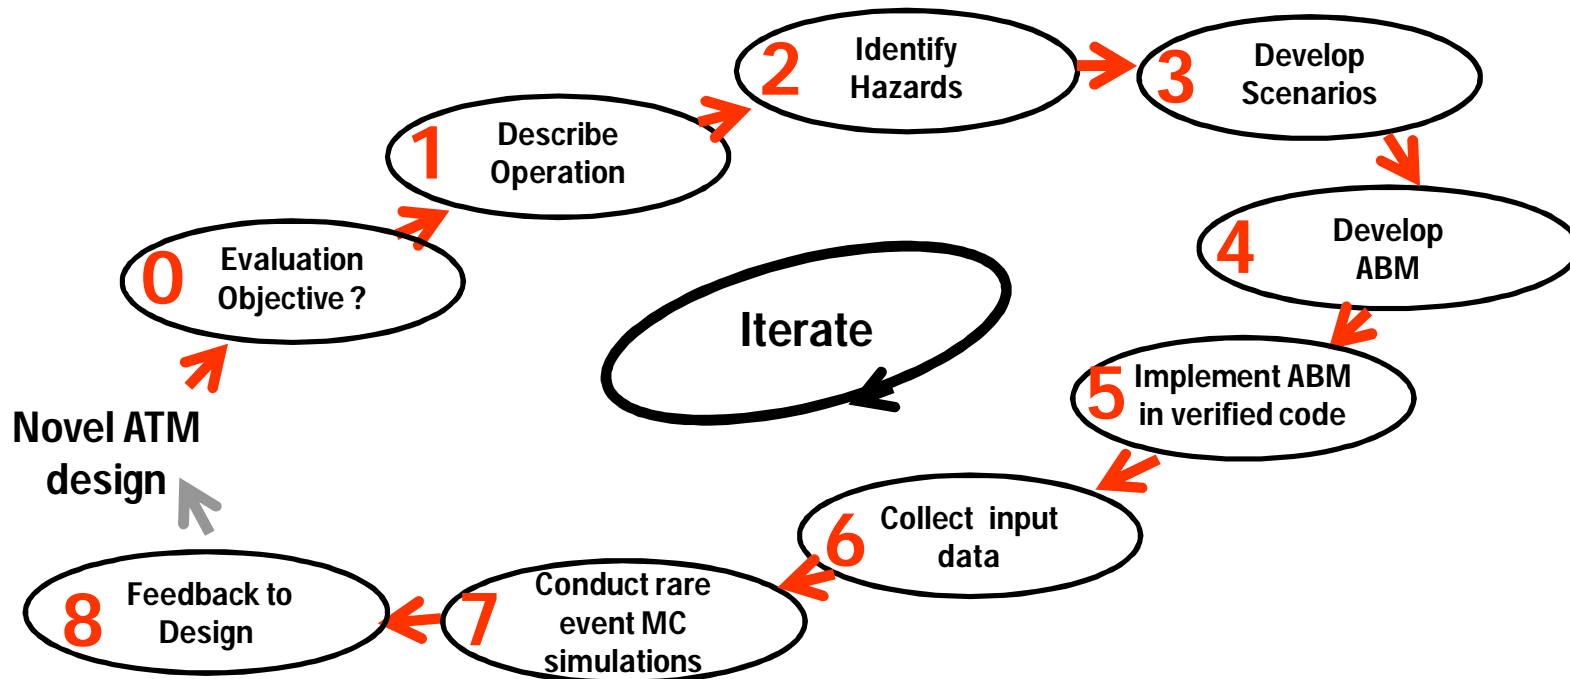 0
Evaluation
Objective ?
1
Describe
Operation
2
Identify
Hazards
3
Develop
Scenarios
4
Develop
ABM
5
Implement ABM
in verified code
6
Collect input
data
7
Conduct rare
event MC
simulations
8
Feedback to
Design
Novel ATM
design
Iterate